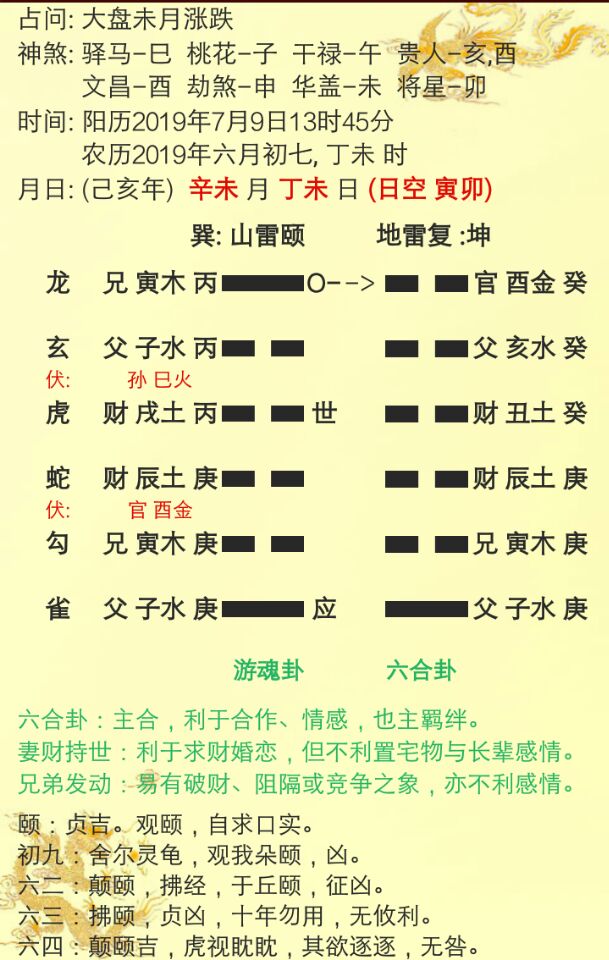 占问: 大盘未月涨跌
神煞: 驿马-巳 桃花-子 干禄-午 贵人-亥,酉
文昌-酉 劫煞-申 华盖-未 将星-卯
时间: 阳历2019年7月9日13时45分
农历2019年六月初七, 丁未 时
月日: (己亥年) 辛未 月 丁未 日 (日空 寅卯)
巽: 山雷颐 地雷复 :坤
龙 兄 寅木 丙 O--> 官 酉金 癸
玄 父 子水 丙 父 亥水 癸
伏: 孙 巳火
虎 财 戌土 丙 世 财 丑土 癸
蛇 财 辰土 庚 财 辰土 庚
伏: 官 酉金
勾 兄 寅木 庚 兄 寅木 庚
雀 父 子水 庚 应 父 子水 庚
游魂卦 六合卦
六合卦：主合，利于合作、情感，也主羁绊。
妻财持世：利于求财婚恋，但不利置宅物与长辈感情。
兄弟发动：易有破财、阻隔或竞争之象，亦不利感情。
颐：贞吉。观颐，自求口实。
初九：舍尔灵龟，观我朵颐，凶。
六二：颠颐，拂经，于丘颐，征凶。
六三：拂颐，贞凶，十年勿用，无攸利。
六四：颠颐吉，虎视眈眈，其欲逐逐，无咎。